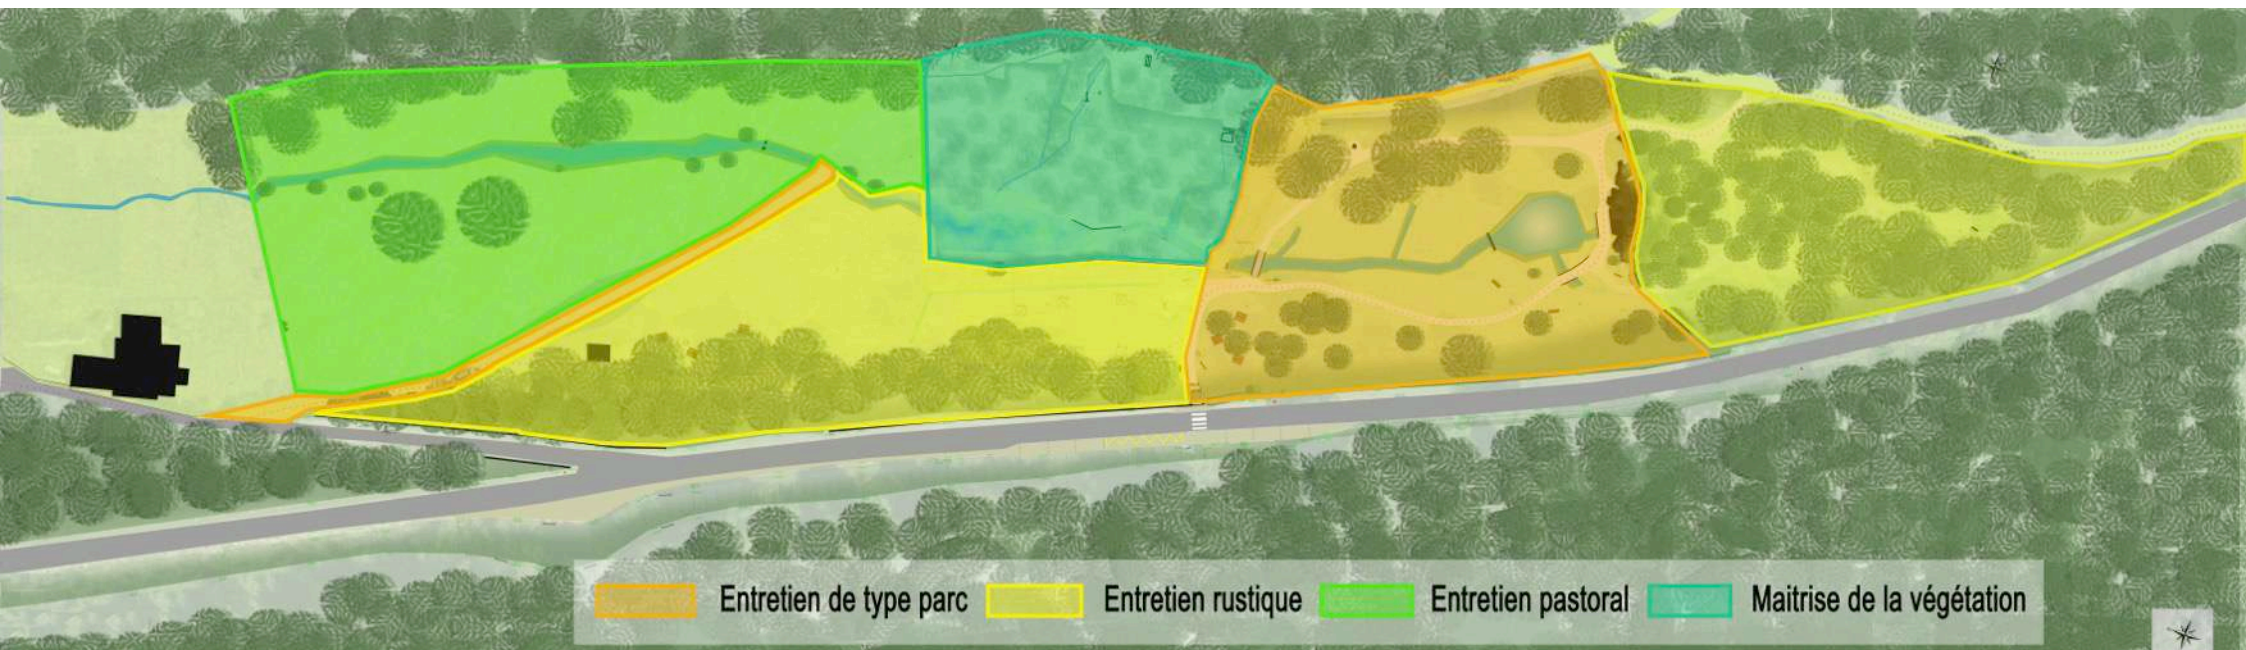 Entretien de type parc
Entretien rustique
Entretien pastoral
Maitrise de la végétation